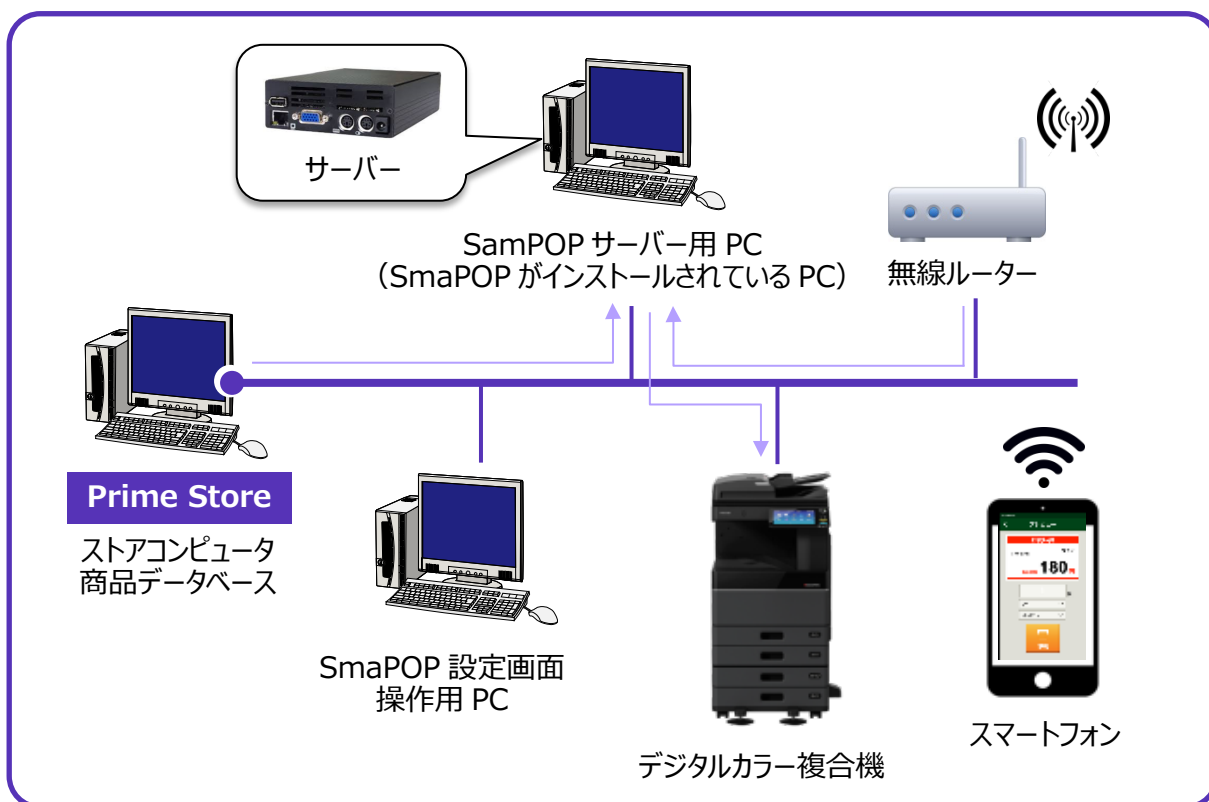 サーバー
SamPOP サーバー用 PC
（SmaPOP がインストールされている PC）
無線ルーター
Prime Store
ストアコンピュータ
商品データベース
SmaPOP 設定画面
操作用 PC
デジタルカラー複合機
180
スマートフォン